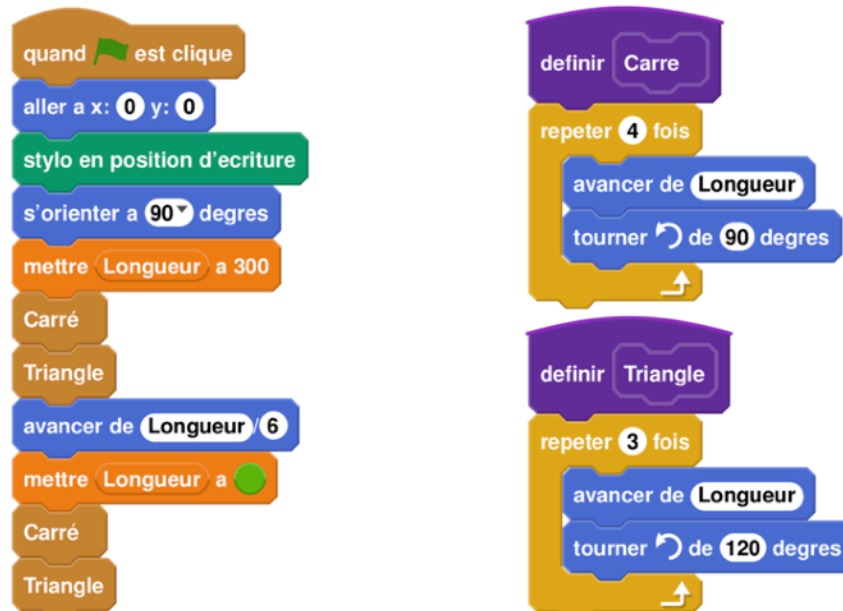 quand est clique
aller a x: 0 y: 0
stylo en position d'ecriture
s'orienter a 90 degres
mettre Longueur a 300
Carré
Triangle
avancer de Longueur/6
mettre Longueur a
Carré
Triangle
definir Carre
repeter 4 fois
avancer de Longueur
tourner de 90 degres
definir Triangle
repeter 3 fois
avancer de Longueur
tourner de 120 degres